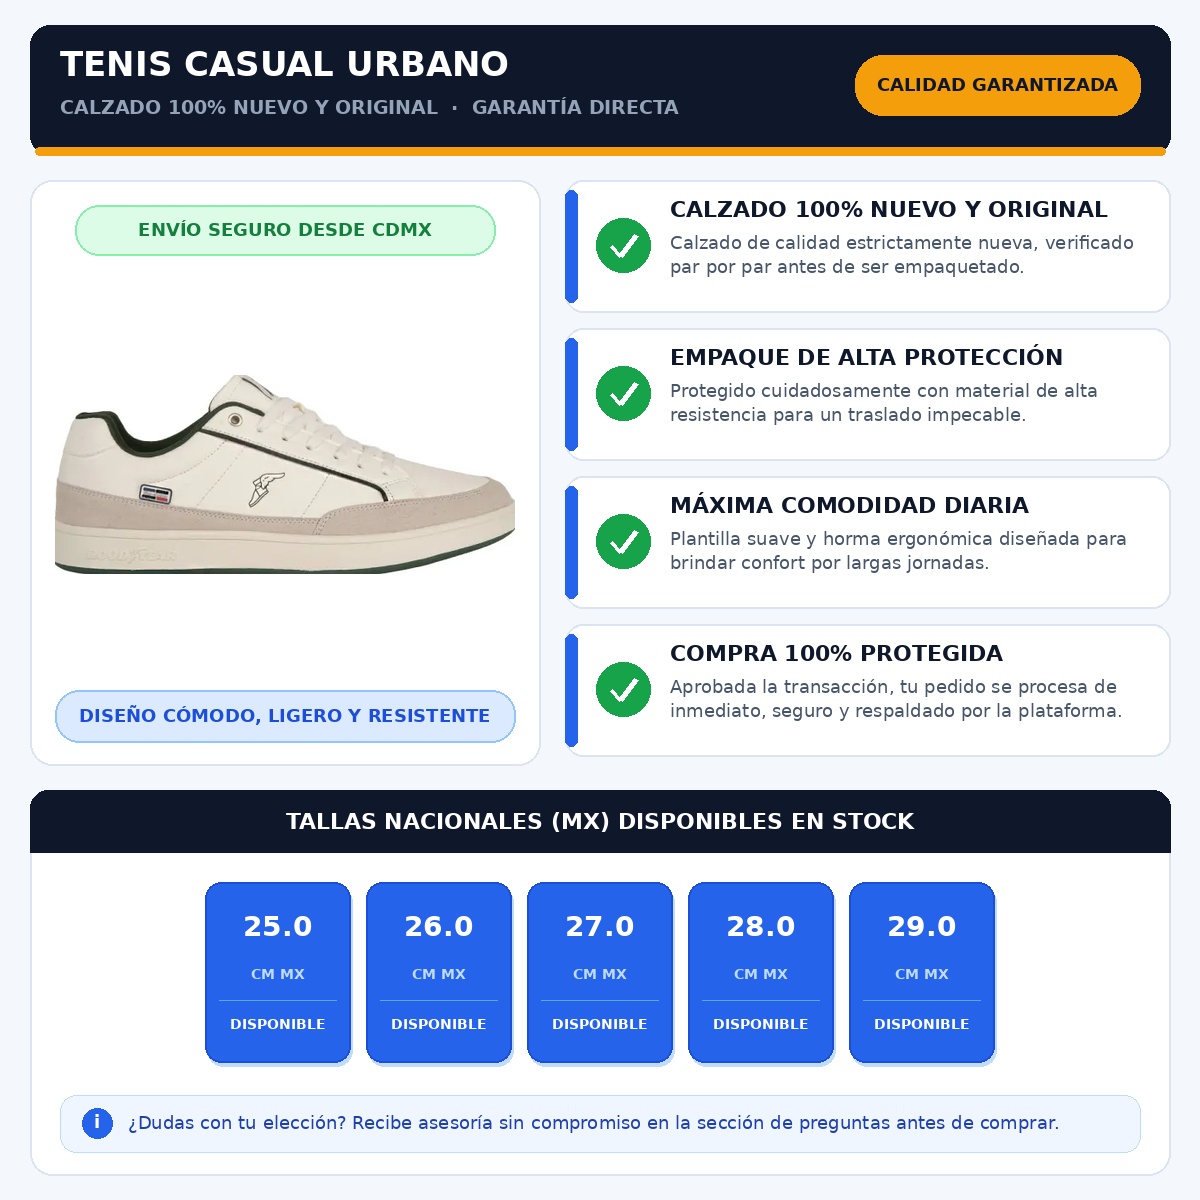 TENIS CASUAL URBANO
CALZADO 100% NUEVO Y ORIGINAL · GARANTÍA DIRECTA
CALIDAD GARANTIZADA
ENVÍO SEGURO DESDE CDMX
GOODYEAR
DISEÑO CÓMODO, LIGERO Y RESISTENTE
CALZADO 100% NUEVO Y ORIGINAL
Calzado de calidad estrictamente nueva, verificado
par por par antes de ser empaquetado.
EMPAQUE DE ALTA PROTECCIÓN
Protegido cuidadosamente con material de alta
resistencia para un traslado impecable.
MÁXIMA COMODIDAD DIARIA
Plantilla suave y horma ergonómica diseñada para
brindar confort por largas jornadas.
COMPRA 100% PROTEGIDA
Aprobada la transacción, tu pedido se procesa de
inmediato, seguro y respaldado por la plataforma.
TALLAS NACIONALES (MX) DISPONIBLES EN STOCK
25.0
CM MX
DISPONIBLE
26.0
CM MX
DISPONIBLE
27.0
CM MX
DISPONIBLE
28.0
CM MX
DISPONIBLE
29.0
CM MX
DISPONIBLE
i
¿Dudas con tu elección? Recibe asesoría sin compromiso en la sección de preguntas antes de comprar.